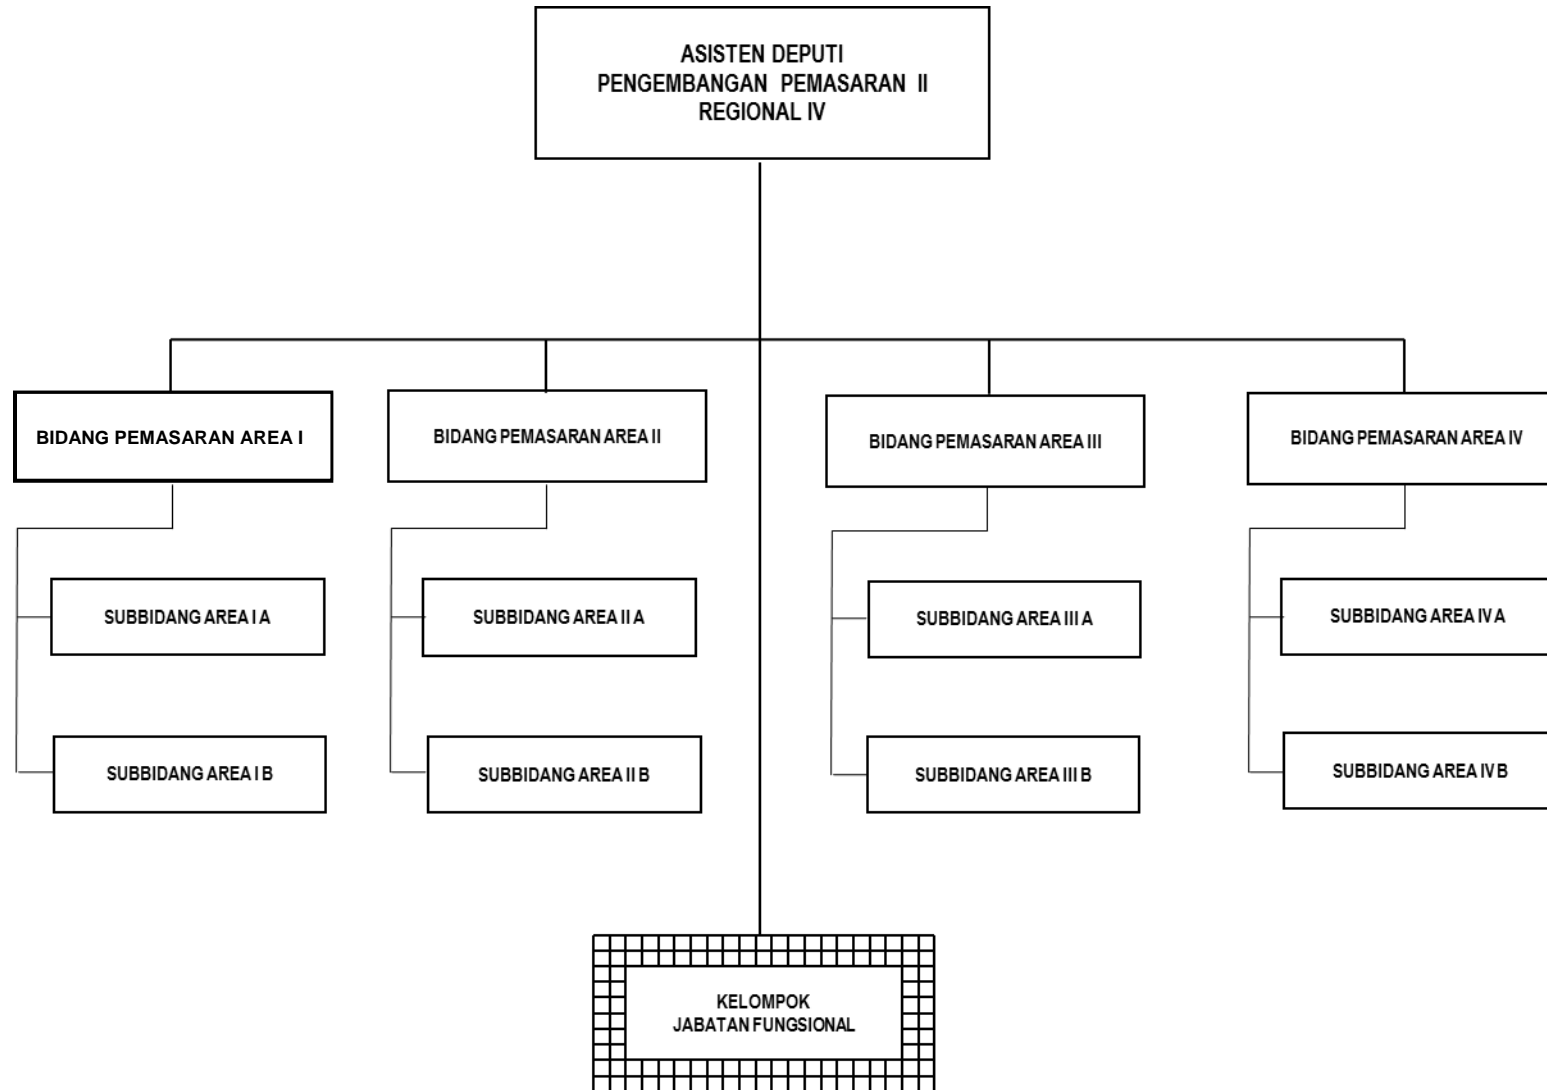 ASISTEN DEPUTI
PENGEMBANGAN PEMASARAN II
REGIONAL IV
BIDANG PEMASARAN AREA I
BIDANG PEMASARAN AREA II
BIDANG PEMASARAN AREA III
BIDANG PEMASARAN AREA IV
SUBBIDANG AREA I A
SUBBIDANG AREA II A
SUBBIDANG AREA III A
SUBBIDANG AREA IV A
SUBBIDANG AREA I B
SUBBIDANG AREA II B
SUBBIDANG AREA III B
SUBBIDANG AREA IV B
KELOMPOK
JABATAN FUNGSIONAL